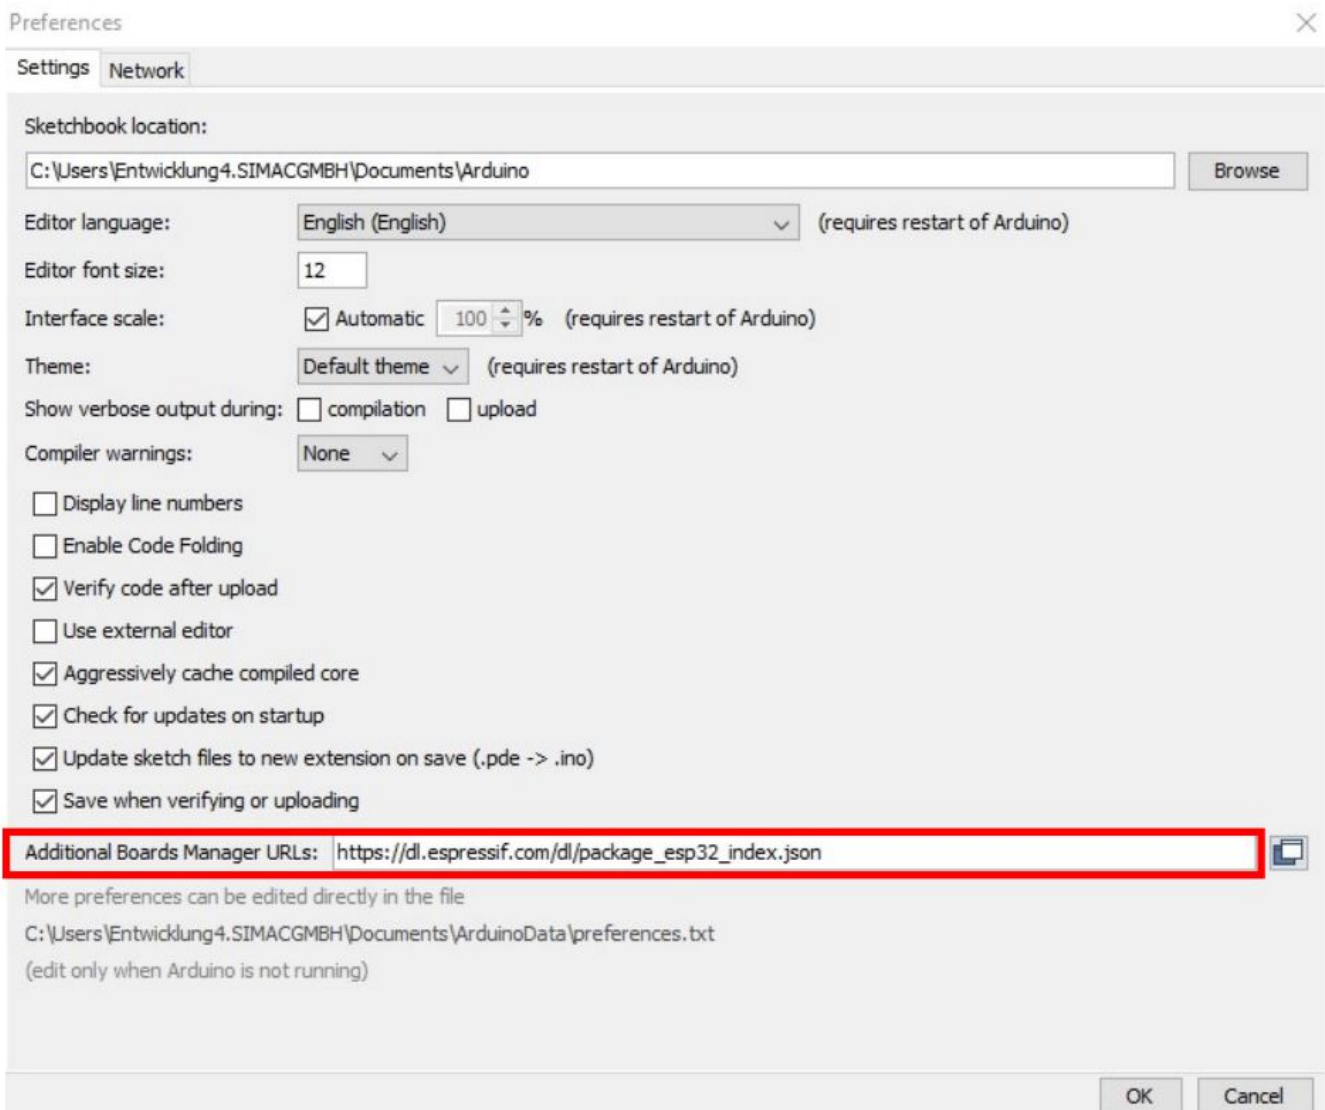 Preferences
Settings Network
Sketchbook location:
C:\Users\Entwicklung4.SIMACGMBH\Documents\Arduino Browse
Editor language: English (English) (requires restart of Arduino)
Editor font size: 12
Interface scale: Automatic 100 % (requires restart of Arduino)
Theme: Default theme (requires restart of Arduino)
Show verbose output during: compilation upload
Compiler warnings: None
Display line numbers
Enable Code Folding
Verify code after upload
Use external editor
Aggressively cache compiled core
Check for updates on startup
Update sketch files to new extension on save (.pde -> .ino)
Save when verifying or uploading
Additional Boards Manager URLs: https://dl.espressif.com/dl/package_esp32_index.json
More preferences can be edited directly in the file
C:\Users\Entwicklung4.SIMACGMBH\Documents\ArduinoData\preferences.txt
(edit only when Arduino is not running)
OK Cancel